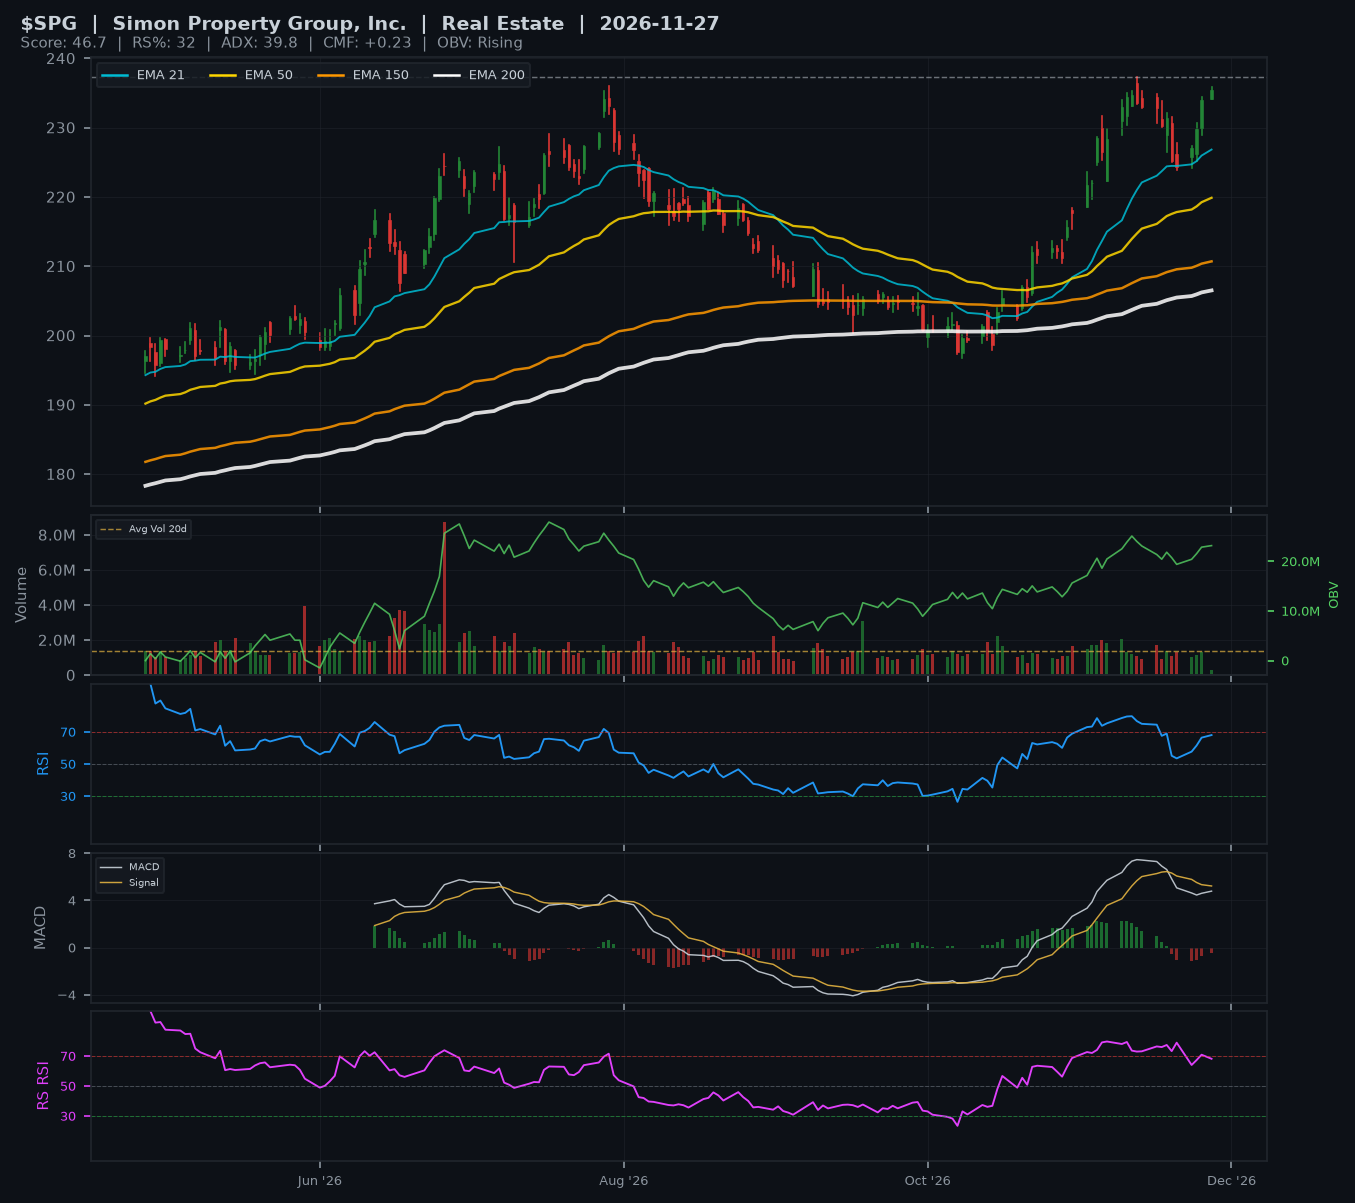 $SPG | Simon Property Group, Inc. | Real Estate | 2026-11-27
Score: 46.7 | RS%: 32 | ADX: 39.8 | CMF: +0.23 | OBV: Rising
EMA 21 EMA 50 EMA 150 EMA 200
240
230
220
210
200
190
180
Avg Vol 20d
Volume
8.0M
6.0M
4.0M
2.0M
0
20.0M
10.0M
0
OBV
RSI
70
50
30
MACD
Signal
MACD
8
4
0
−4
RS RSI
70
50
30
Jun '26
Aug '26
Oct '26
Dec '26